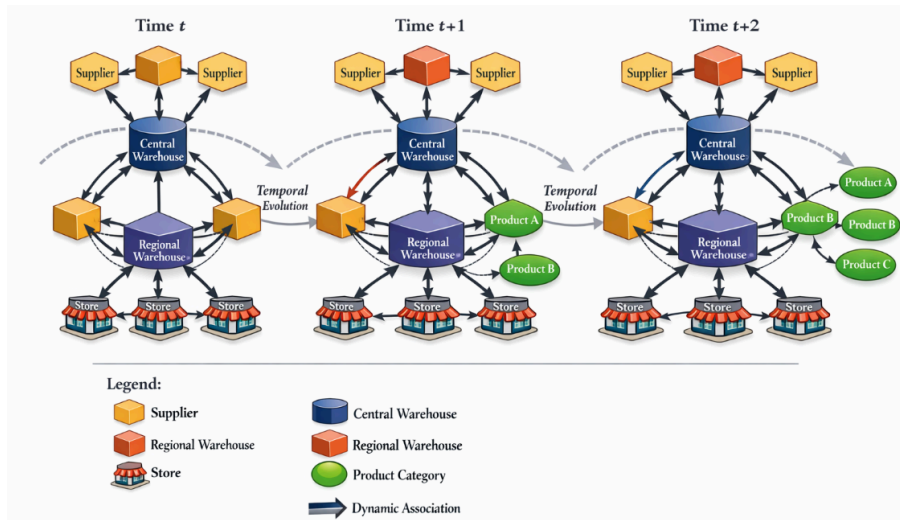 Time t
Time t+1
Time t+2
Supplier
Supplier
Supplier
Supplier
Supplier
Supplier
Central
Warehouse
Central
Warehouse
Central
Warehouse
Temporal
Evolution
Temporal
Evolution
Product A
Product A
Product B
Product B
Regional
Warehouse
Regional
Warehouse
Regional
Warehouse
Product B
Product C
Store
Store
Store
Store
Store
Store
Store
Store
Store
Legend:
Supplier
Central Warehouse
Regional Warehouse
Regional Warehouse
Store
Product Category
Dynamic Association